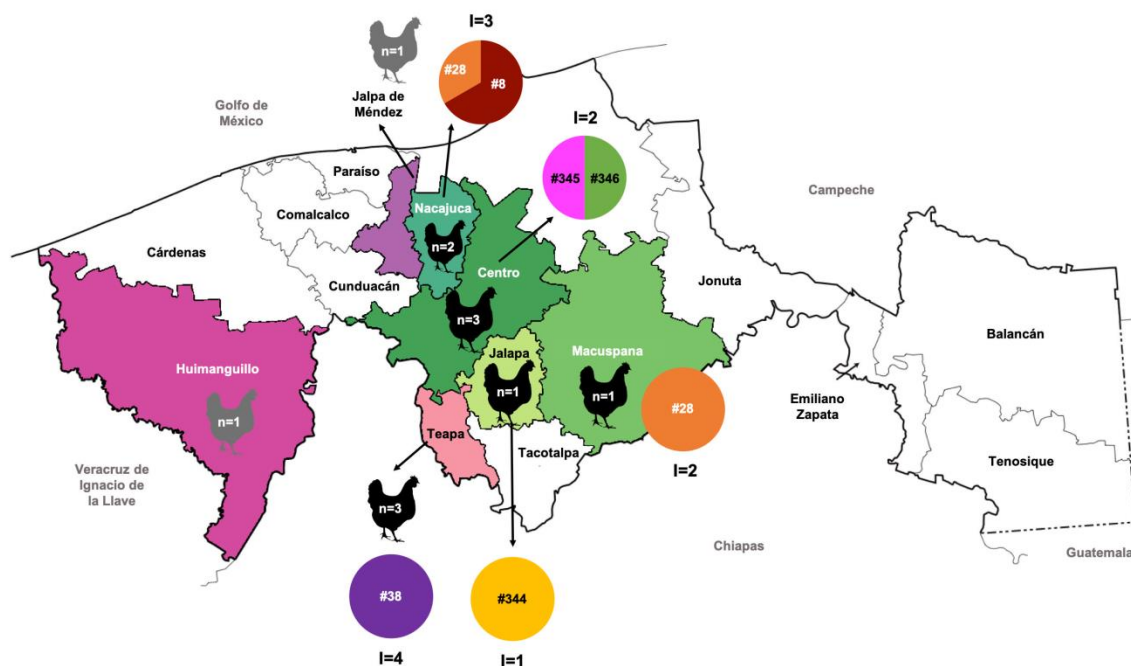 I=3
n=1
#28
#8
Jalpa de
Méndez
Golfo de
México
I=2
#345
#346
Paraíso
Campeche
Nacajuca
Comalcalco
n=2
Cárdenas
Centro
Cunduacán
Jonuta
n=3
Balancán
Jalapa
Macuspana
Huimanguillo
n=1
n=1
Emiliano
Zapata
#28
n=1
Teapa
Tacotalpa
Tenosique
Veracruz de
Ignacio de
la Llave
I=2
n=3
Chiapas
Guatemala
#38
#344
I=4
I=1